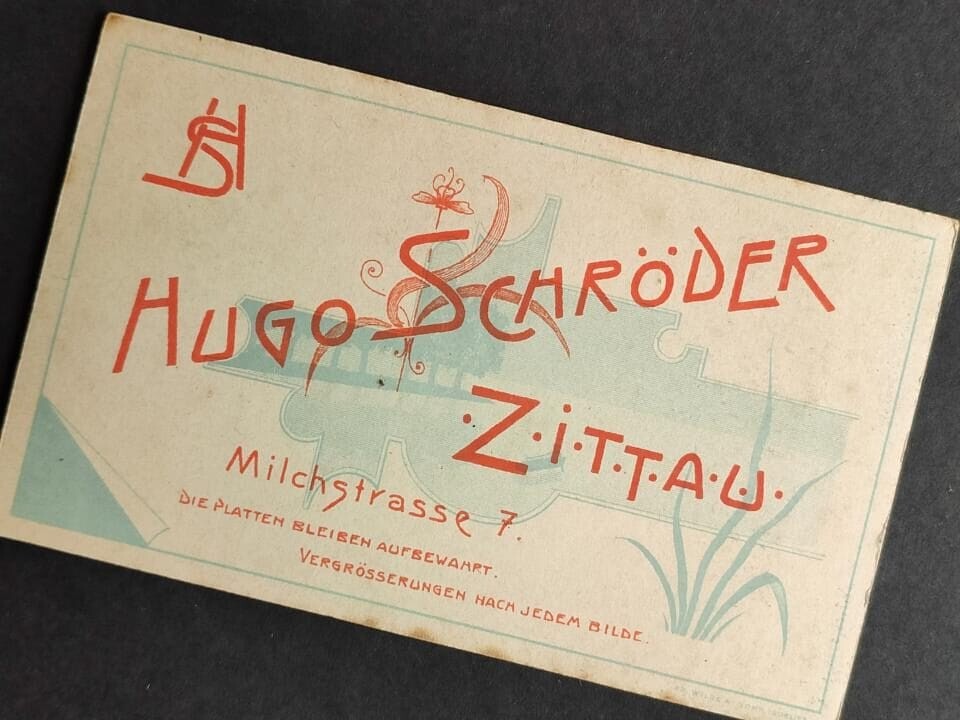 HS
HUGO SCHRÖDER
·Z·I·T·T·A·U·
Milchstrasse 7.
DIE PLATTEN BLEIBEN AUFBEWAHRT.
VERGRÖSSERUNGEN NACH JEDEM BILDE.